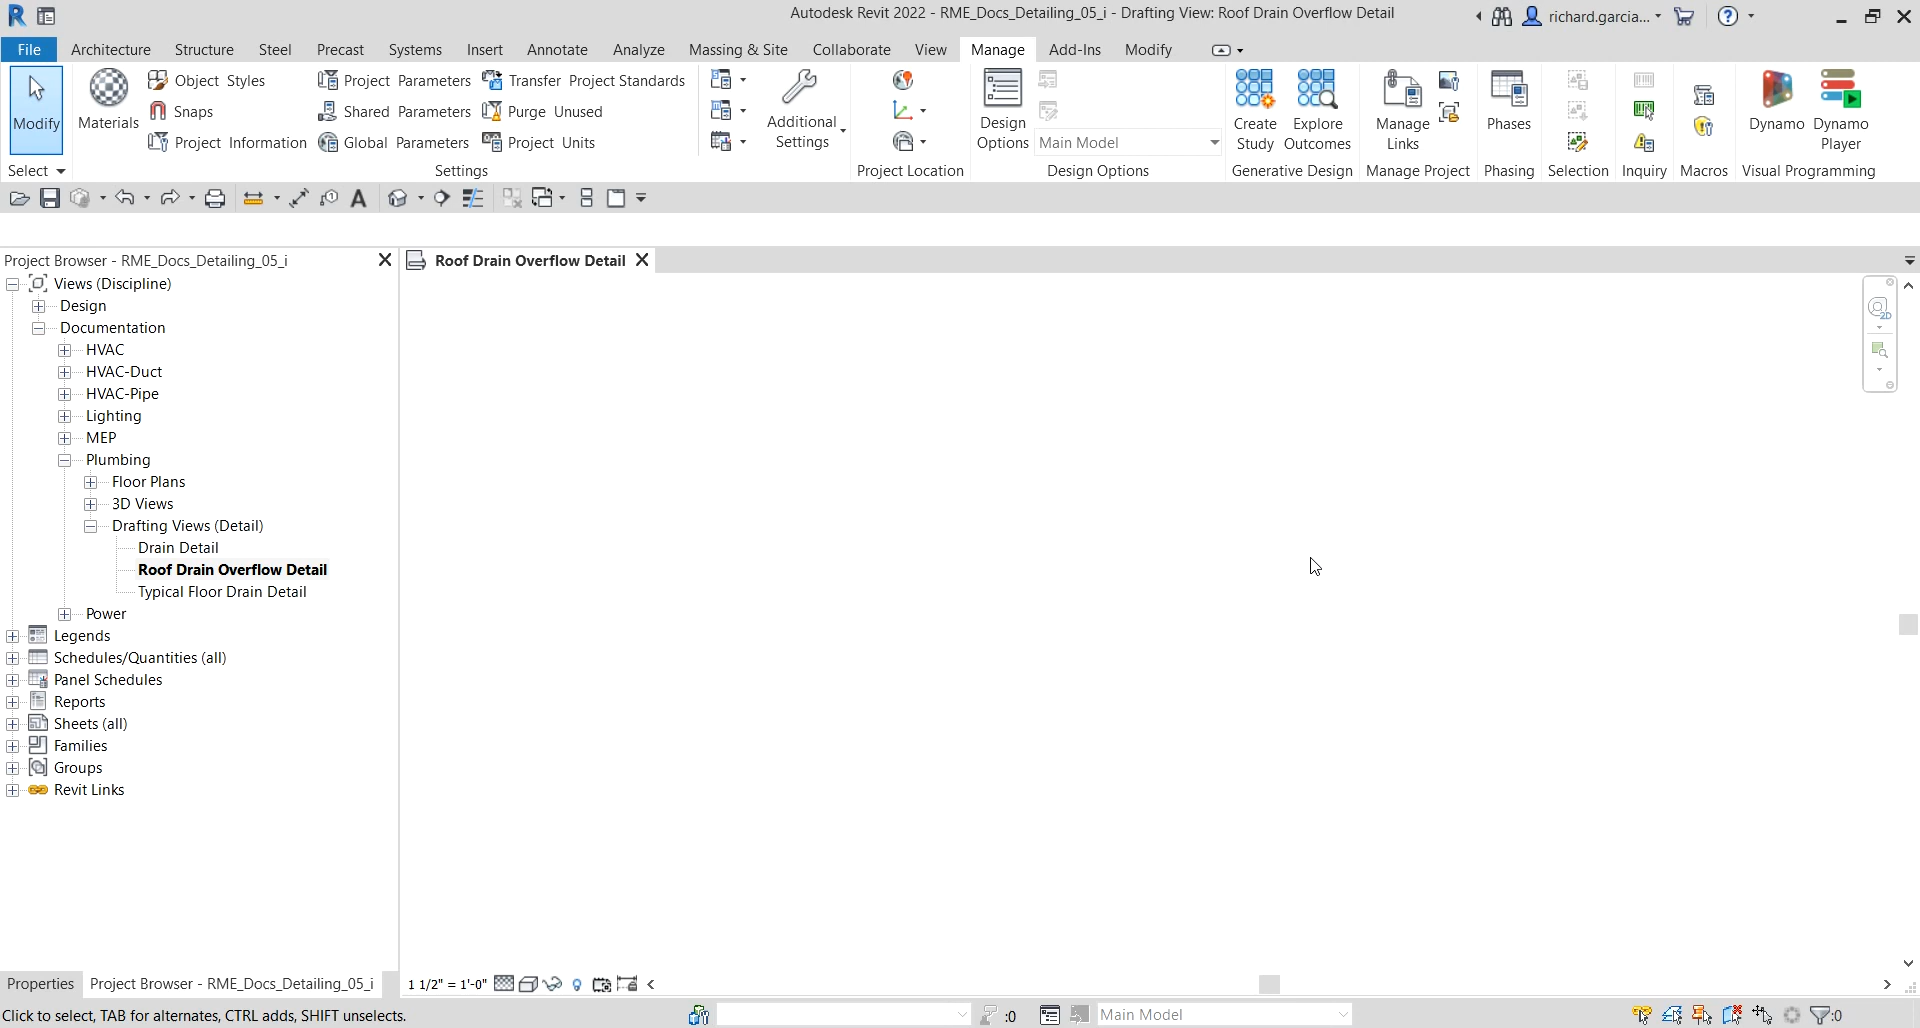 Autodesk Revit 2022 - RME_Docs_Detailing_05_i - Drafting View: Roof Drain Overflow Detail
richard.garcia...
File Architecture Structure Steel Precast Systems Insert Annotate Analyze Massing & Site Collaborate View Manage Add-Ins Modify
Modify
Select
Materials
Object Styles
Snaps
Project Information
Project Parameters
Shared Parameters
Global Parameters
Transfer Project Standards
Purge Unused
Project Units
Settings
Additional
Settings
Project Location
Design
Options
Main Model
Design Options
Create
Study
Explore
Outcomes
Generative Design
Manage
Links
Manage Project
Phases
Phasing
Selection
Inquiry
Macros
Dynamo
Dynamo
Player
Visual Programming
Project Browser - RME_Docs_Detailing_05_i
Views (Discipline)
Design
Documentation
HVAC
HVAC-Duct
HVAC-Pipe
Lighting
MEP
Plumbing
Floor Plans
3D Views
Drafting Views (Detail)
Drain Detail
Roof Drain Overflow Detail
Typical Floor Drain Detail
Power
Legends
Schedules/Quantities (all)
Panel Schedules
Reports
Sheets (all)
Families
Groups
Revit Links
Roof Drain Overflow Detail
2D
Properties
Project Browser - RME_Docs_Detailing_05_i
1 1/2" = 1'-0"
Click to select, TAB for alternates, CTRL adds, SHIFT unselects.
:0
Main Model
:0